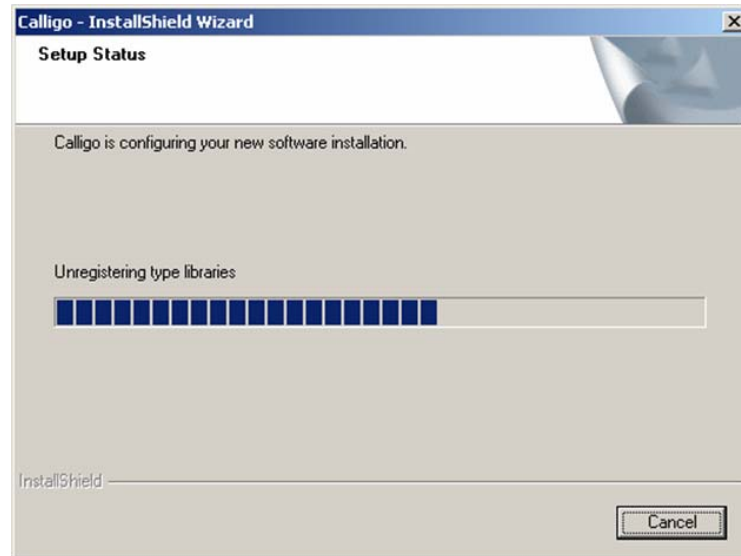 Calligo - InstallShield Wizard
Setup Status
Calligo is configuring your new software installation.
Unregistering type libraries
InstallShield
Cancel